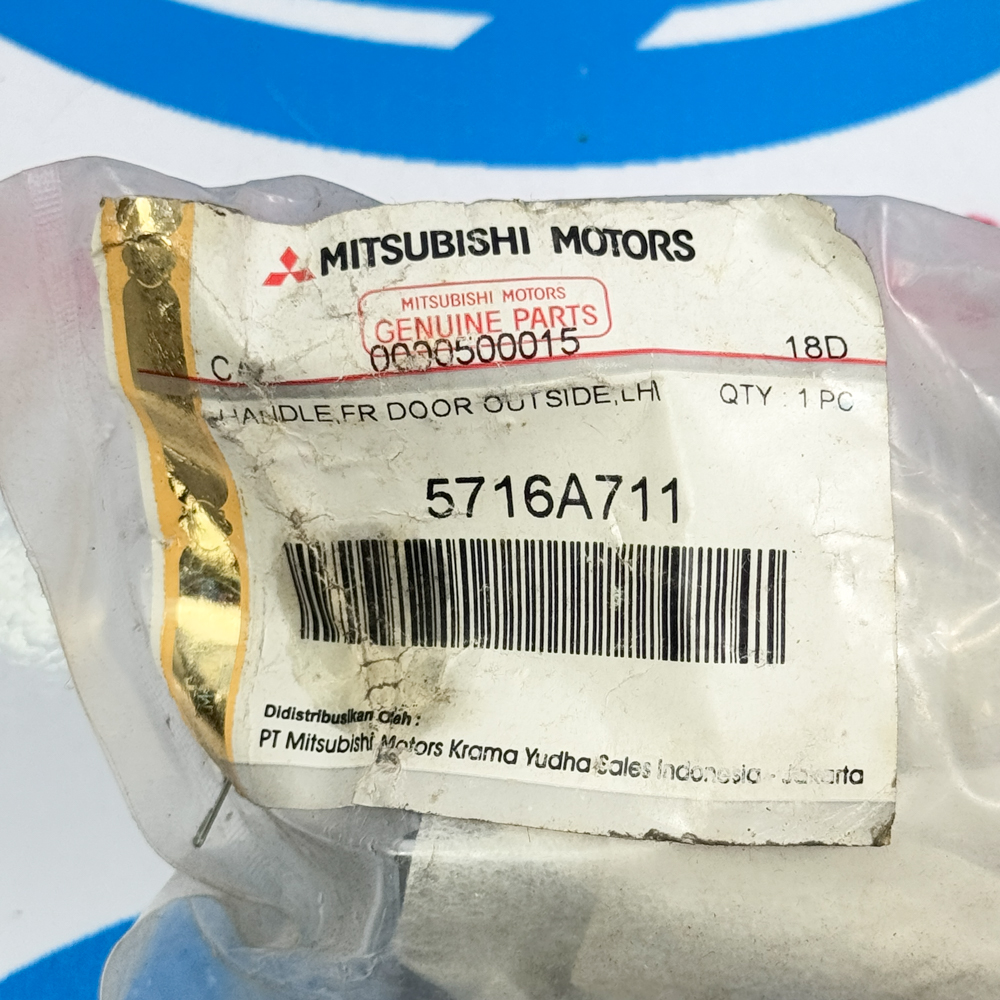 MITSUBISHI MOTORS
MITSUBISHI MOTORS
GENUINE PARTS
0000500015 18D
HANDLE,FR DOOR OUTSIDE,LH QTY : 1 PC
5716A711
Didistribusikan Oleh :
PT Mitsubishi Motors Krama Yudha Sales Indonesia - Jakarta